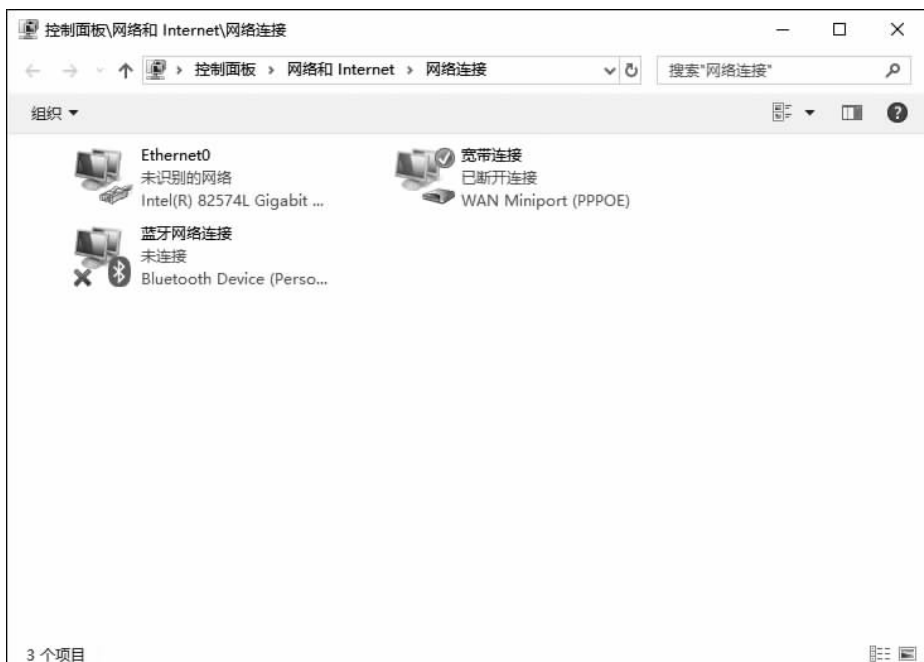 控制面板\网络和 Internet\网络连接
控制面板 › 网络和 Internet › 网络连接
搜索"网络连接"
组织
Ethernet0
未识别的网络
Intel(R) 82574L Gigabit ...
宽带连接
已断开连接
WAN Miniport (PPPOE)
蓝牙网络连接
未连接
Bluetooth Device (Perso...
3 个项目